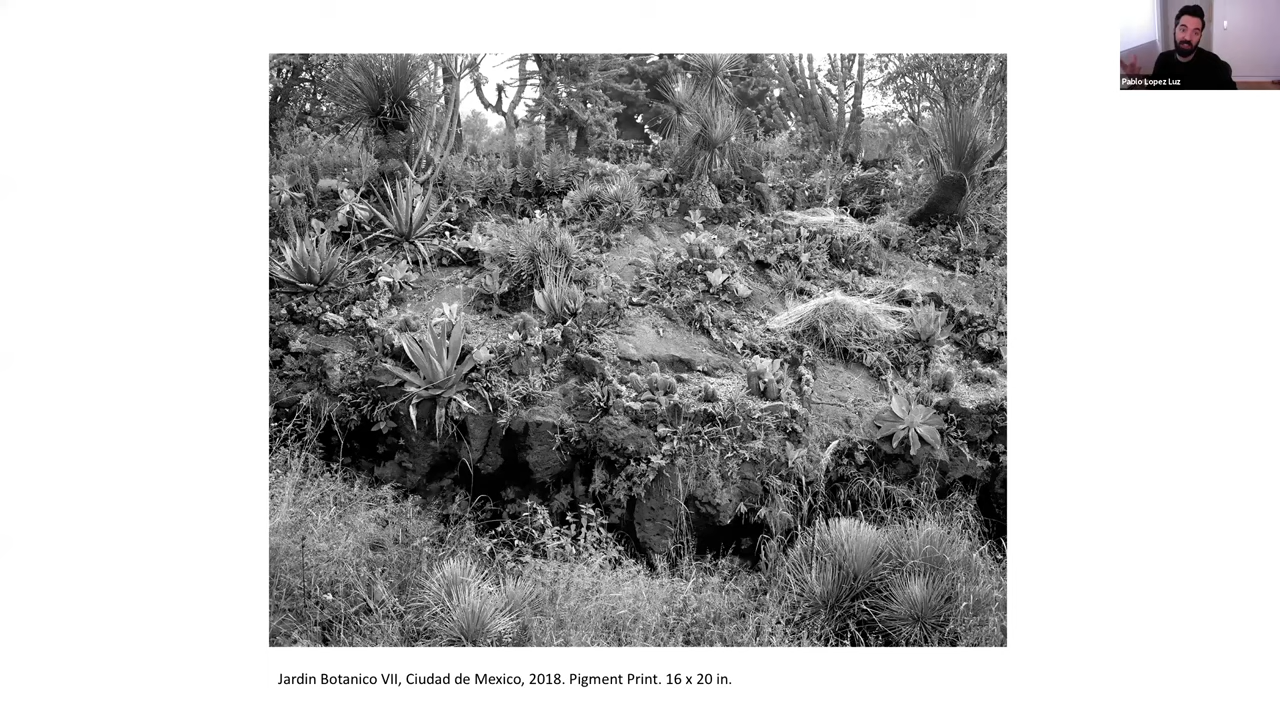 Pablo Lopez Luz
Jardin Botanico VII, Ciudad de Mexico, 2018. Pigment Print. 16 x 20 in.